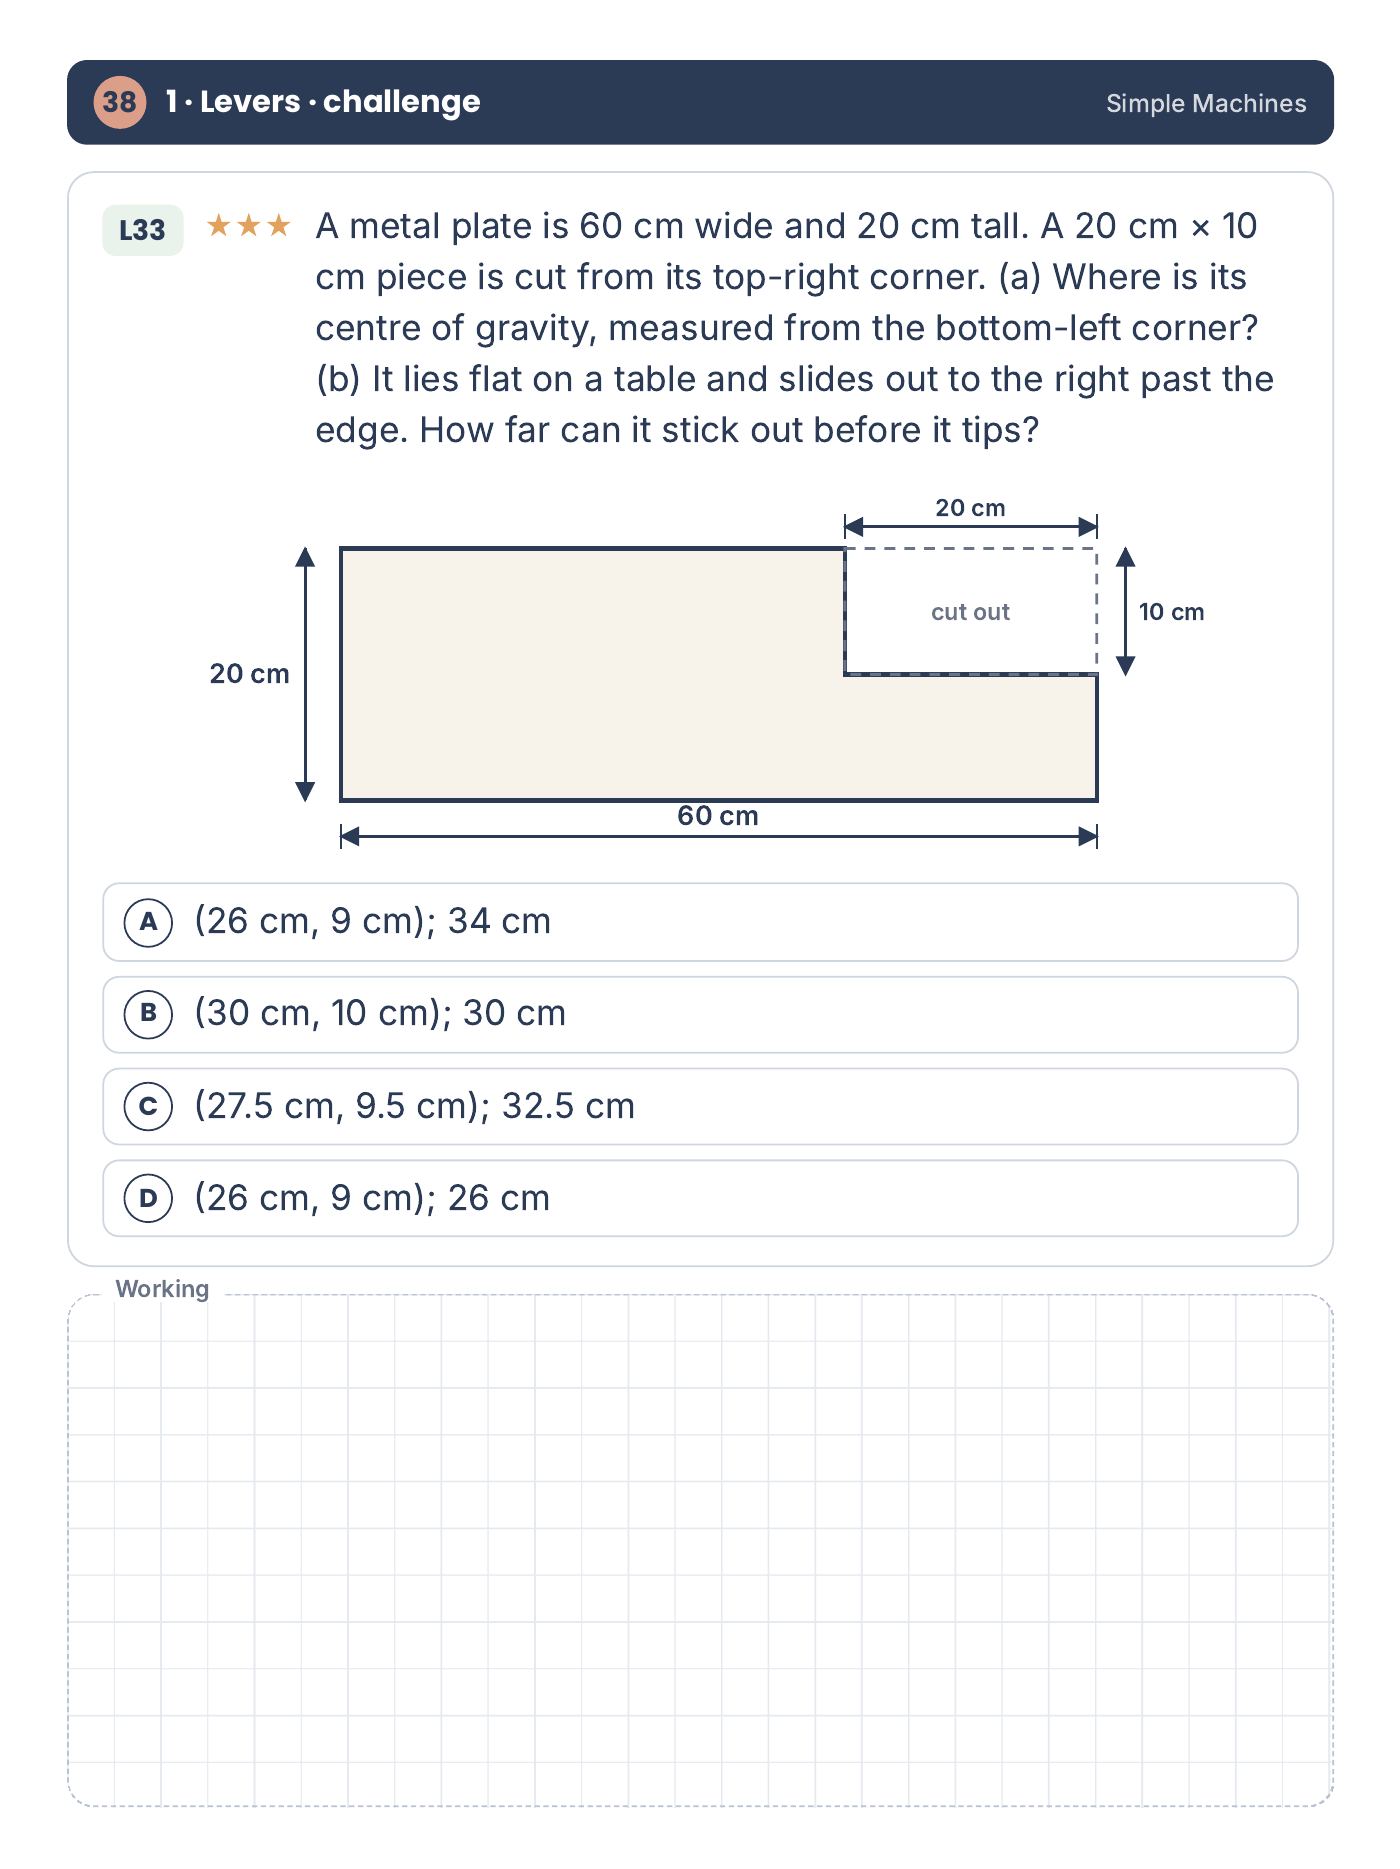 38 1 · Levers · challenge Simple Machines
L33 ★★★ A metal plate is 60 cm wide and 20 cm tall. A 20 cm × 10
cm piece is cut from its top-right corner. (a) Where is its
centre of gravity, measured from the bottom-left corner?
(b) It lies flat on a table and slides out to the right past the
edge. How far can it stick out before it tips?
20 cm
cut out
10 cm
20 cm
60 cm
A (26 cm, 9 cm); 34 cm
B (30 cm, 10 cm); 30 cm
C (27.5 cm, 9.5 cm); 32.5 cm
D (26 cm, 9 cm); 26 cm
Working